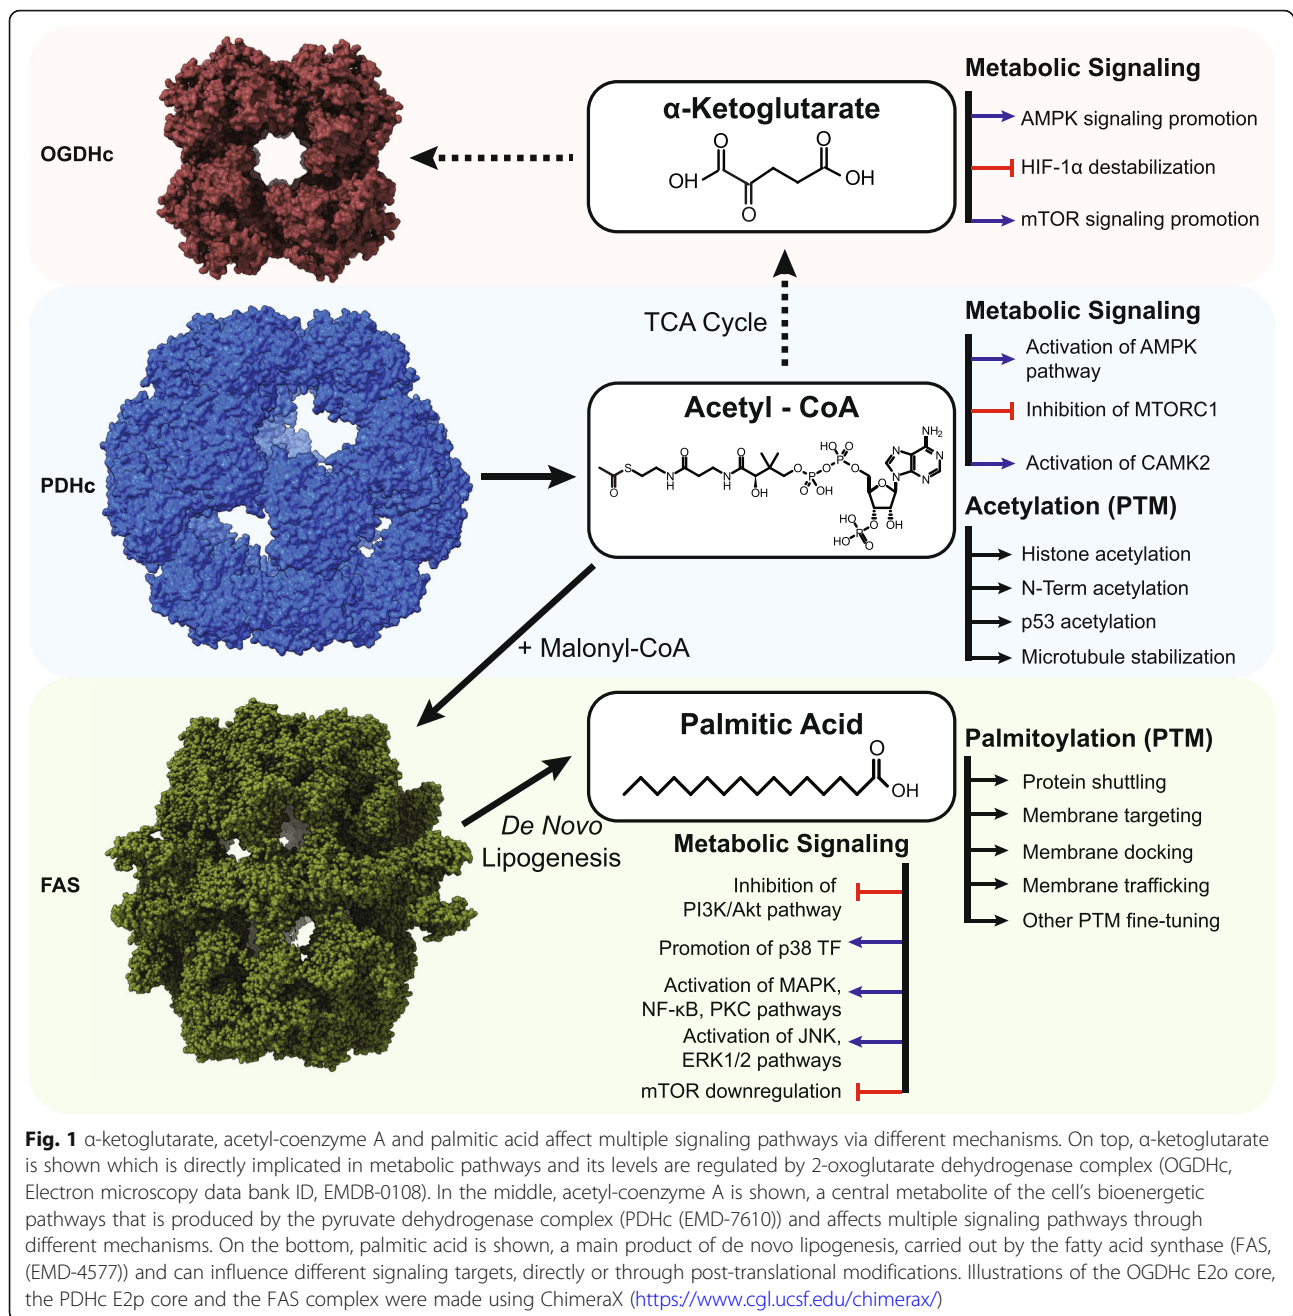 OGDHc
α-Ketoglutarate
O
O
OH
OH
O
Metabolic Signaling
AMPK signaling promotion
HIF-1α destabilization
mTOR signaling promotion
TCA Cycle
PDHc
Acetyl - CoA
NH₂
N
N
N
N
HO
O
P
O
O
P
O
O
OH
O
O
S
O
N
H
O
N
H
OH
O
HO
HO
P
O
O
OH
Metabolic Signaling
Activation of AMPK
pathway
Inhibition of MTORC1
Activation of CAMK2
Acetylation (PTM)
Histone acetylation
N-Term acetylation
p53 acetylation
Microtubule stabilization
+ Malonyl-CoA
FAS
De Novo
Lipogenesis
Palmitic Acid
O
OH
Palmitoylation (PTM)
Protein shuttling
Membrane targeting
Membrane docking
Membrane trafficking
Other PTM fine-tuning
Metabolic Signaling
Inhibition of
PI3K/Akt pathway
Promotion of p38 TF
Activation of MAPK,
NF-κB, PKC pathways
Activation of JNK,
ERK1/2 pathways
mTOR downregulation
Fig. 1 α-ketoglutarate, acetyl-coenzyme A and palmitic acid affect multiple signaling pathways via different mechanisms. On top, α-ketoglutarate
is shown which is directly implicated in metabolic pathways and its levels are regulated by 2-oxoglutarate dehydrogenase complex (OGDHc,
Electron microscopy data bank ID, EMDB-0108). In the middle, acetyl-coenzyme A is shown, a central metabolite of the cell's bioenergetic
pathways that is produced by the pyruvate dehydrogenase complex (PDHc (EMD-7610)) and affects multiple signaling pathways through
different mechanisms. On the bottom, palmitic acid is shown, a main product of de novo lipogenesis, carried out by the fatty acid synthase (FAS,
(EMD-4577)) and can influence different signaling targets, directly or through post-translational modifications. Illustrations of the OGDHc E2o core,
the PDHc E2p core and the FAS complex were made using ChimeraX (https://www.cgl.ucsf.edu/chimerax/)